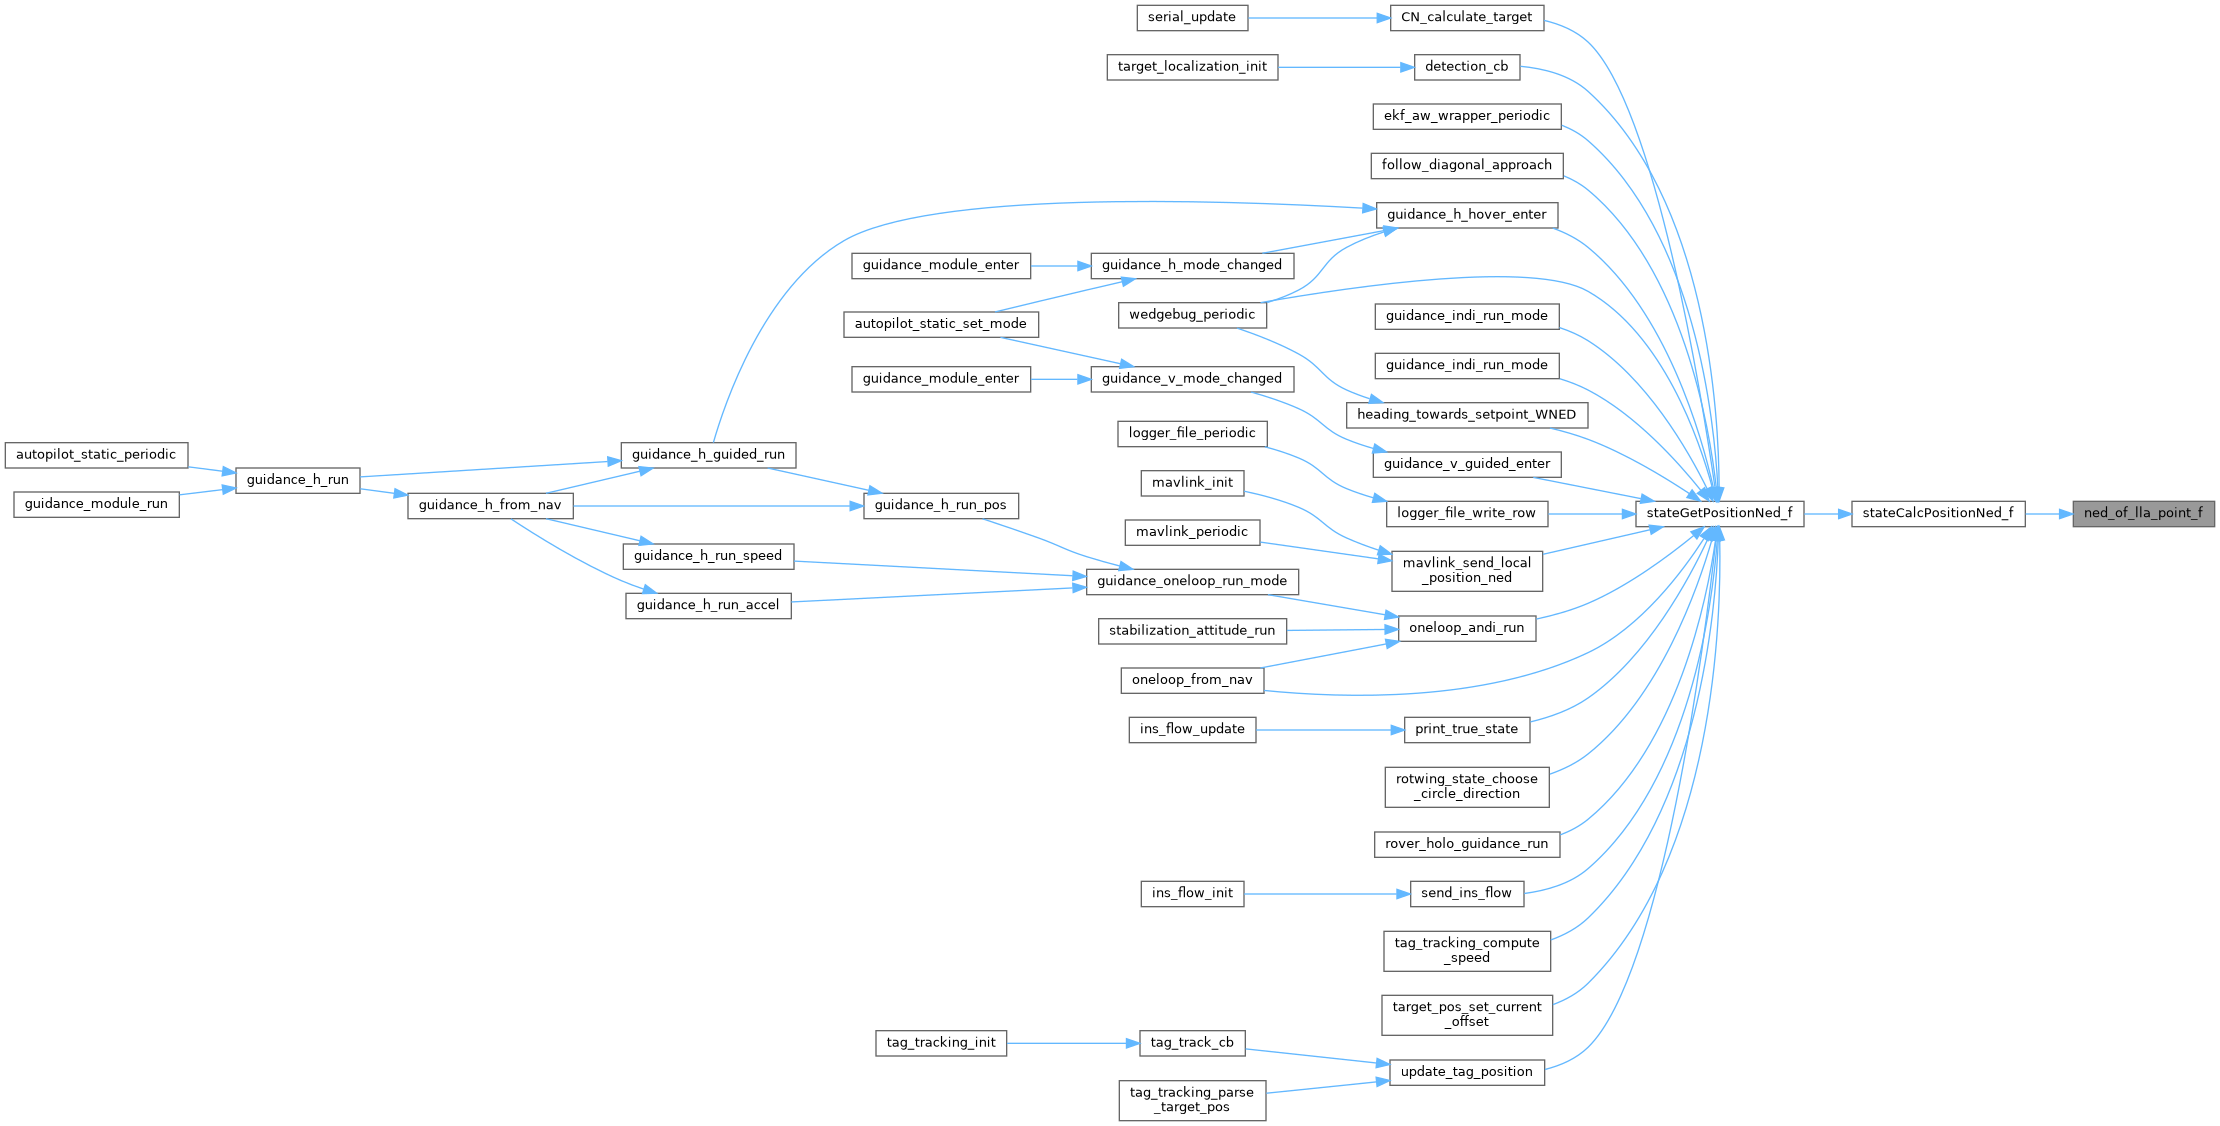 serial_update
CN_calculate_target
target_localization_init
detection_cb
ekf_aw_wrapper_periodic
follow_diagonal_approach
guidance_h_hover_enter
guidance_module_enter
guidance_h_mode_changed
autopilot_static_set_mode
wedgebug_periodic
guidance_indi_run_mode
guidance_indi_run_mode
guidance_module_enter
guidance_v_mode_changed
heading_towards_setpoint_WNED
logger_file_periodic
autopilot_static_periodic
guidance_h_guided_run
guidance_v_guided_enter
guidance_h_run
mavlink_init
guidance_module_run
guidance_h_from_nav
guidance_h_run_pos
logger_file_write_row
stateGetPositionNed_f
stateCalcPositionNed_f
ned_of_lla_point_f
mavlink_periodic
guidance_h_run_speed
mavlink_send_local
_position_ned
guidance_oneloop_run_mode
guidance_h_run_accel
stabilization_attitude_run
oneloop_andi_run
oneloop_from_nav
ins_flow_update
print_true_state
rotwing_state_choose
_circle_direction
rover_holo_guidance_run
ins_flow_init
send_ins_flow
tag_tracking_compute
_speed
target_pos_set_current
_offset
tag_tracking_init
tag_track_cb
update_tag_position
tag_tracking_parse
_target_pos